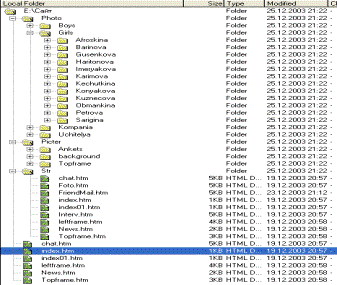 Local Folder Size Type Modified
E:\Сайт Folder 25.12.2003 21:22
Photo Folder 25.12.2003 21:22
Boys Folder 25.12.2003 21:22
Girls Folder 25.12.2003 21:22
Afroskina Folder 25.12.2003 21:22
Barinova Folder 25.12.2003 21:22
Gusenkova Folder 25.12.2003 21:22
Haritonova Folder 25.12.2003 21:22
Imeryakova Folder 25.12.2003 21:22
Karimova Folder 25.12.2003 21:22
Kechutkina Folder 25.12.2003 21:22
Konyakova Folder 25.12.2003 21:22
Kuznecova Folder 25.12.2003 21:22
Obmankina Folder 25.12.2003 21:22
Petrova Folder 25.12.2003 21:22
Sarigina Folder 25.12.2003 21:22
Kompania Folder 25.12.2003 21:22
Uchitelya Folder 25.12.2003 21:22
Picter Folder 25.12.2003 21:22
Ankets Folder 25.12.2003 21:22
background Folder 25.12.2003 21:22
Topframe Folder 25.12.2003 21:22
Str Folder 25.12.2003 21:22
chat.htm 5KB HTML D... 19.12.2003 20:57
Foto.htm 5KB HTML D... 19.12.2003 20:57
FriendMail.htm 5KB HTML D... 23.12.2003 21:12
index.htm 1KB HTML D... 19.12.2003 20:57
index01.htm 1KB HTML D... 19.12.2003 20:57
Interv.htm 5KB HTML D... 19.12.2003 20:57
leftframe.htm 4KB HTML D... 19.12.2003 20:58
News.htm 2KB HTML D... 19.12.2003 20:58
Topframe.htm 3KB HTML D... 19.12.2003 20:58
chat.htm 5KB HTML D... 19.12.2003 20:57
index.htm 1KB HTML D... 19.12.2003 20:57
index01.htm 1KB HTML D... 19.12.2003 20:57
leftframe.htm 4KB HTML D... 19.12.2003 20:58
News.htm 2KB HTML D... 19.12.2003 20:58
Topframe.htm 3KB HTML D... 19.12.2003 20:58